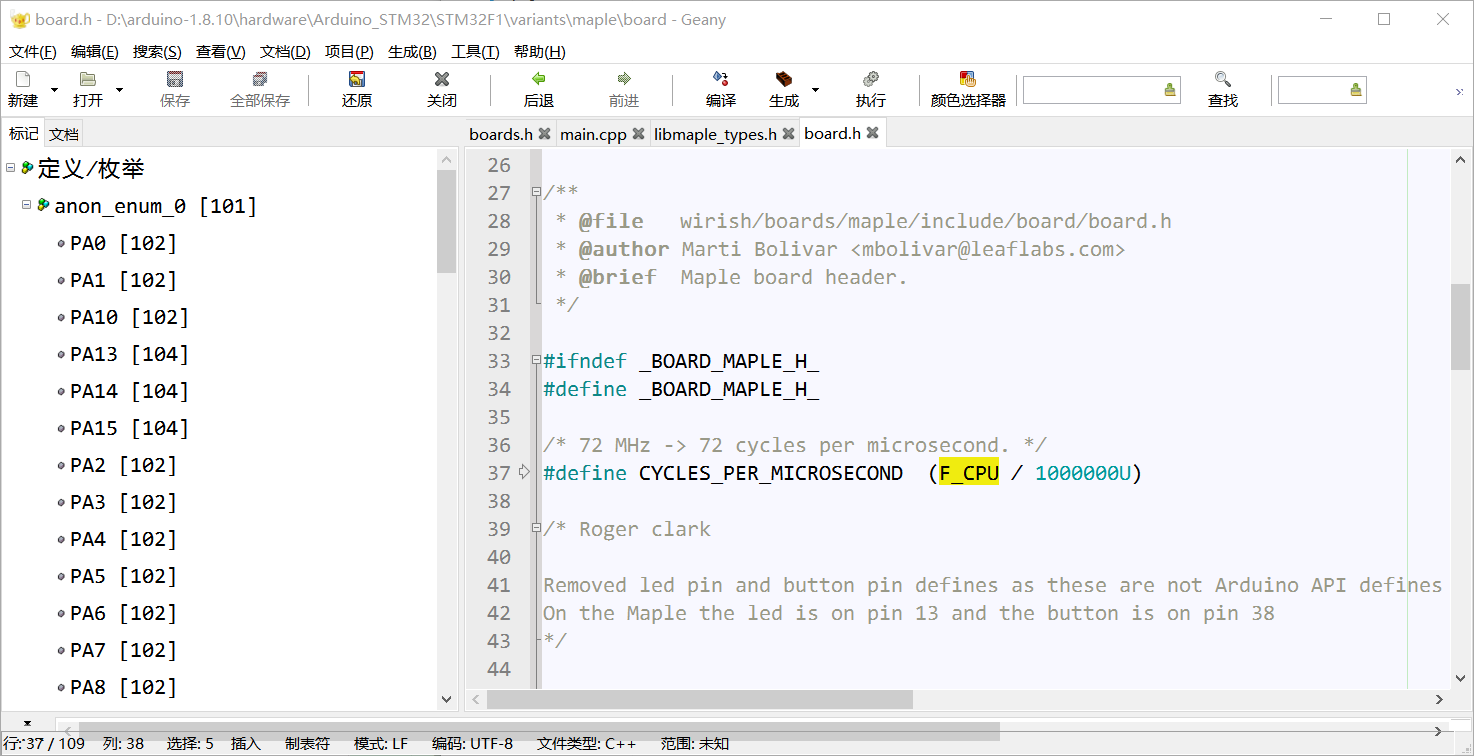 board.h - D:\arduino-1.8.10\hardware\Arduino_STM32\STM32F1\variants\maple\board - Geany
文件(F) 编辑(E) 搜索(S) 查看(V) 文档(D) 项目(P) 生成(B) 工具(T) 帮助(H)
新建 打开 保存 全部保存 还原 关闭 后退 前进 编译 生成 执行 颜色选择器 查找
标记 文档
定义/枚举
anon_enum_0 [101]
PA0 [102]
PA1 [102]
PA10 [102]
PA13 [104]
PA14 [104]
PA15 [104]
PA2 [102]
PA3 [102]
PA4 [102]
PA5 [102]
PA6 [102]
PA7 [102]
PA8 [102]
boards.h main.cpp libmaple_types.h board.h
26
27 /**
28 * @file wirish/boards/maple/include/board/board.h
29 * @author Marti Bolivar <mbolivar@leaflabs.com>
30 * @brief Maple board header.
31 */
32
33 #ifndef _BOARD_MAPLE_H_
34 #define _BOARD_MAPLE_H_
35
36 /* 72 MHz -> 72 cycles per microsecond. */
37 #define CYCLES_PER_MICROSECOND (F_CPU / 1000000U)
38
39 /* Roger clark
40
41 Removed led pin and button pin defines as these are not Arduino API defines
42 On the Maple the led is on pin 13 and the button is on pin 38
43 */
44
行: 37 / 109 列: 38 选择: 5 插入 制表符 模式: LF 编码: UTF-8 文件类型: C++ 范围: 未知